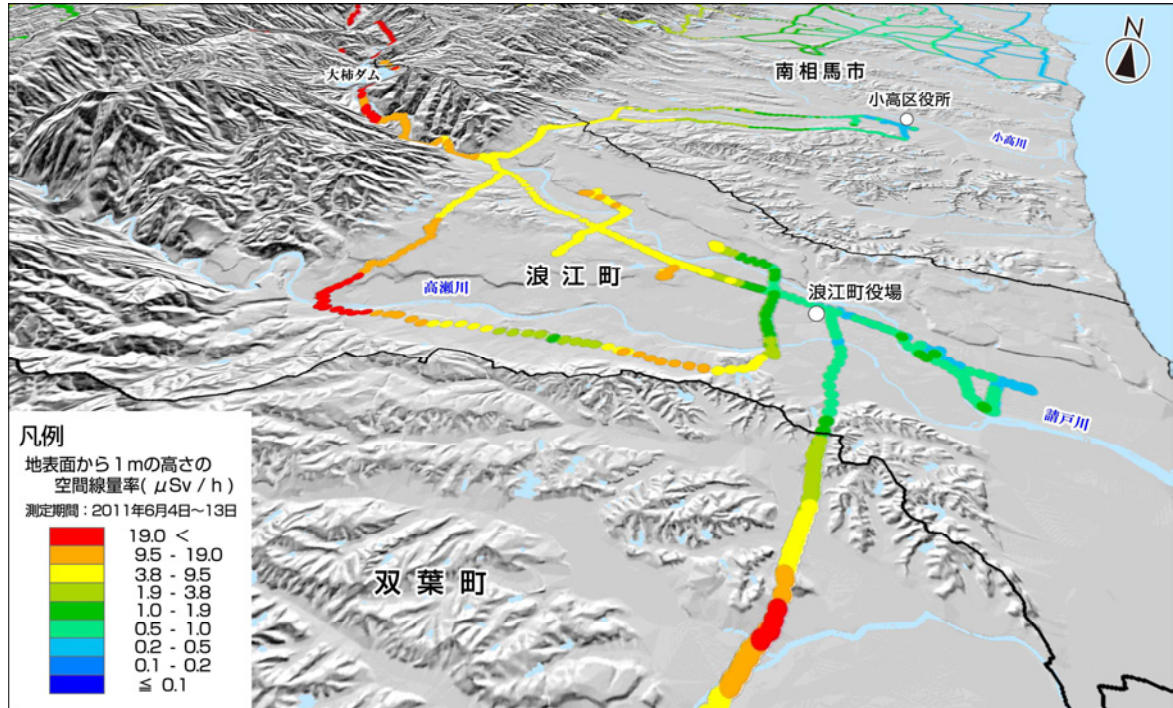 N
大柿ダム
南相馬市
小高区役所
小高川
浪江町
高瀬川
浪江町役場
請戸川
双葉町
凡例
地表面から1mの高さの
空間線量率( μSv / h )
測定期間：2011年6月4日～13日
19.0 <
9.5 - 19.0
3.8 - 9.5
1.9 - 3.8
1.0 - 1.9
0.5 - 1.0
0.2 - 0.5
0.1 - 0.2
≦ 0.1